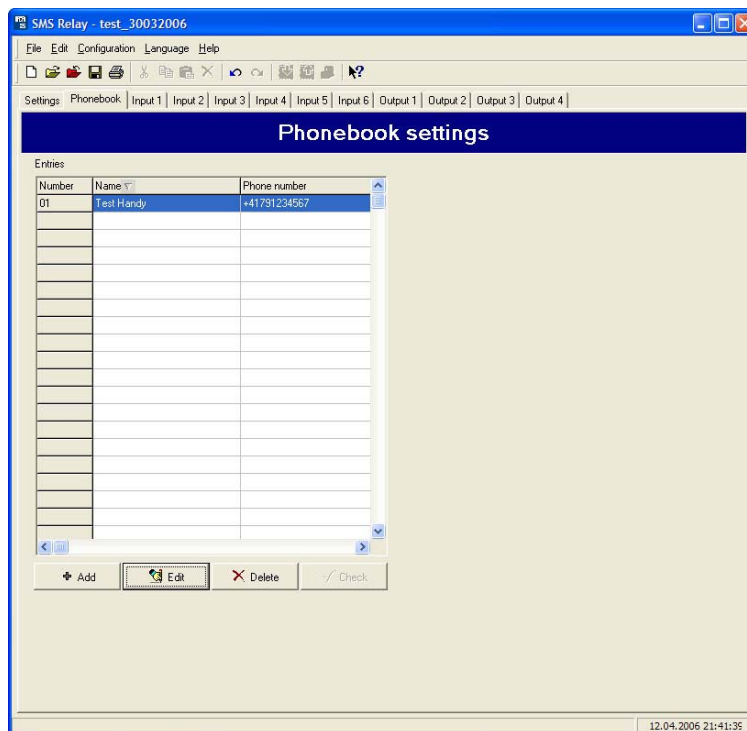 SMS Relay - test_30032006
File Edit Configuration Language Help
Settings Phonebook Input 1 Input 2 Input 3 Input 4 Input 5 Input 6 Output 1 Output 2 Output 3 Output 4
Phonebook settings
Entries
Number Name Phone number
01 Test Handy +41791234567
Add Edit Delete Check
12.04.2006 21:41:39